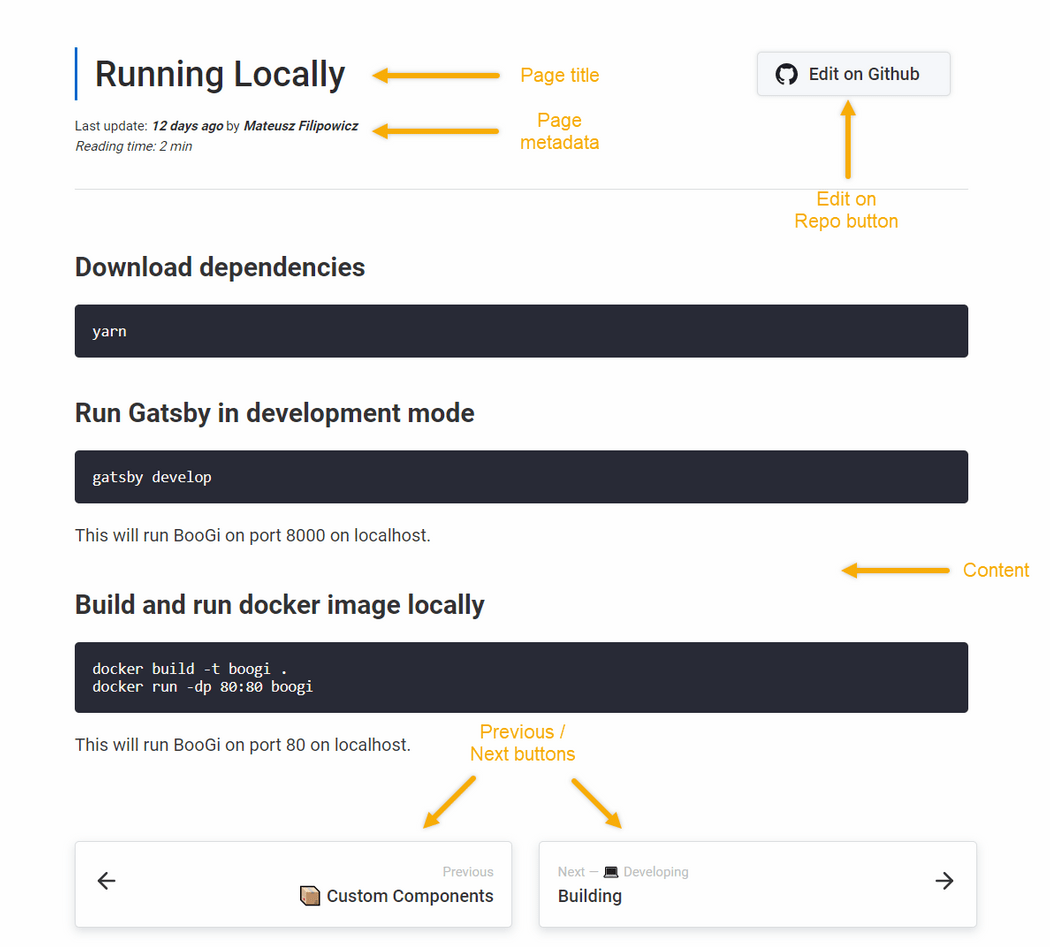 Running Locally
Page title
Edit on Github
Last update: 12 days ago by Mateusz Filipowicz
Reading time: 2 min
Page
metadata
Edit on
Repo button
Download dependencies
yarn
Run Gatsby in development mode
gatsby develop
This will run BooGi on port 8000 on localhost.
Content
Build and run docker image locally
docker build -t boogi .
docker run -dp 80:80 boogi
This will run BooGi on port 80 on localhost.
Previous /
Next buttons
Previous
Custom Components
Next — 💻 Developing
Building